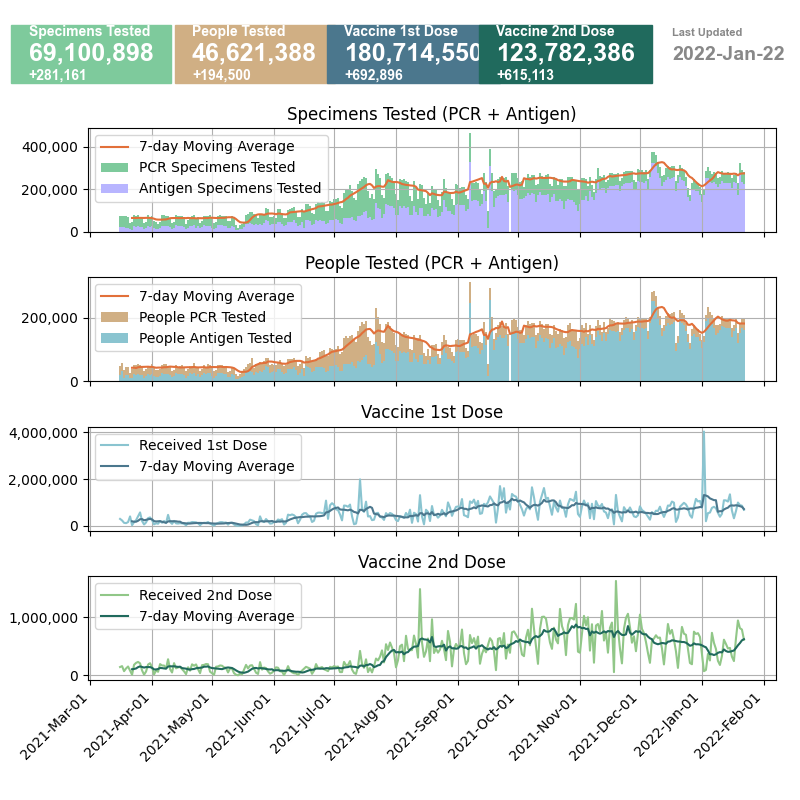 Specimens Tested
69,100,898
+281,161
People Tested
46,621,388
+194,500
Vaccine 1st Dose
180,714,550
+692,896
Vaccine 2nd Dose
123,782,386
+615,113
Last Updated
2022-Jan-22
Specimens Tested (PCR + Antigen)
400,000
200,000
0
7-day Moving Average
PCR Specimens Tested
Antigen Specimens Tested
People Tested (PCR + Antigen)
200,000
0
7-day Moving Average
People PCR Tested
People Antigen Tested
Vaccine 1st Dose
4,000,000
2,000,000
0
Received 1st Dose
7-day Moving Average
Vaccine 2nd Dose
1,000,000
0
Received 2nd Dose
7-day Moving Average
2021-Mar-01
2021-Apr-01
2021-May-01
2021-Jun-01
2021-Jul-01
2021-Aug-01
2021-Sep-01
2021-Oct-01
2021-Nov-01
2021-Dec-01
2022-Jan-01
2022-Feb-01